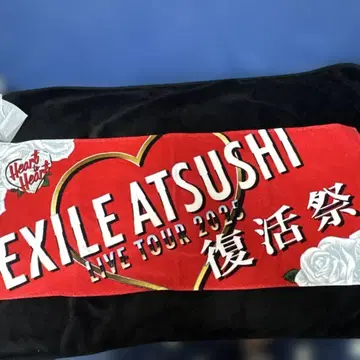 Heart
to
Heart
EXILE ATSUSHI
LIVE TOUR 2025
復活祭